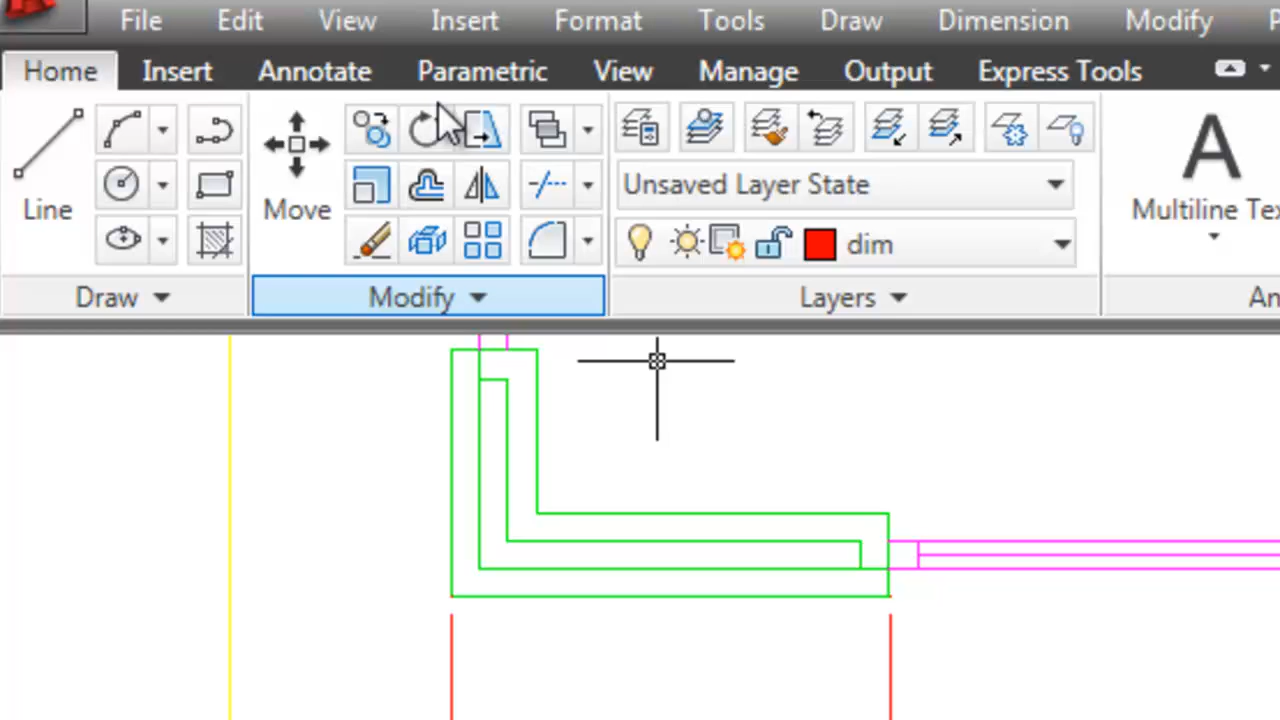 File Edit View Insert Format Tools Draw Dimension Modify
Home Insert Annotate Parametric View Manage Output Express Tools
Unsaved Layer State
Line Move Multiline Tex
dim
Draw Modify Layers An